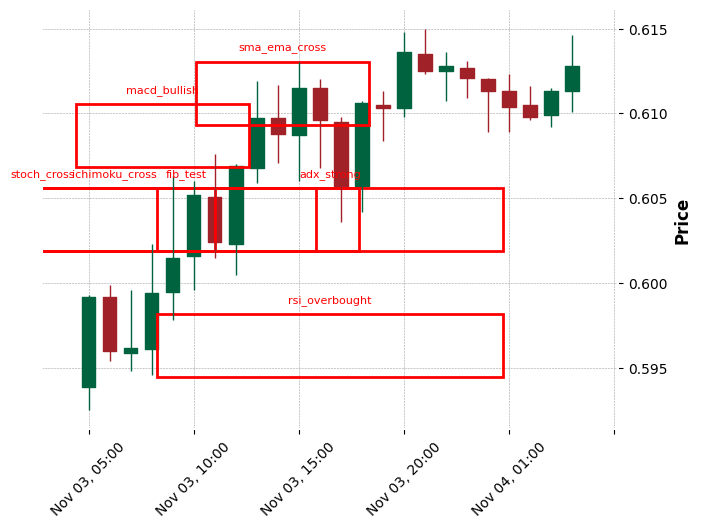 sma_ema_cross
macd_bullish
stoch_cross
ichimoku_cross
fib_test
adx_strong
rsi_overbought
0.615
0.610
0.605
0.600
0.595
Price
Nov 03, 05:00
Nov 03, 10:00
Nov 03, 15:00
Nov 03, 20:00
Nov 04, 01:00